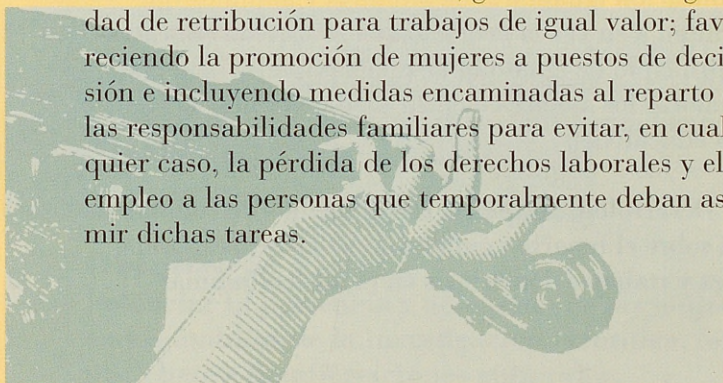 dad de retribución para trabajos de igual valor; fav
reciendo la promoción de mujeres a puestos de deci
sión e incluyendo medidas encaminadas al reparto
las responsabilidades familiares para evitar, en cual
quier caso, la pérdida de los derechos laborales y el
empleo a las personas que temporalmente deban as
mir dichas tareas.